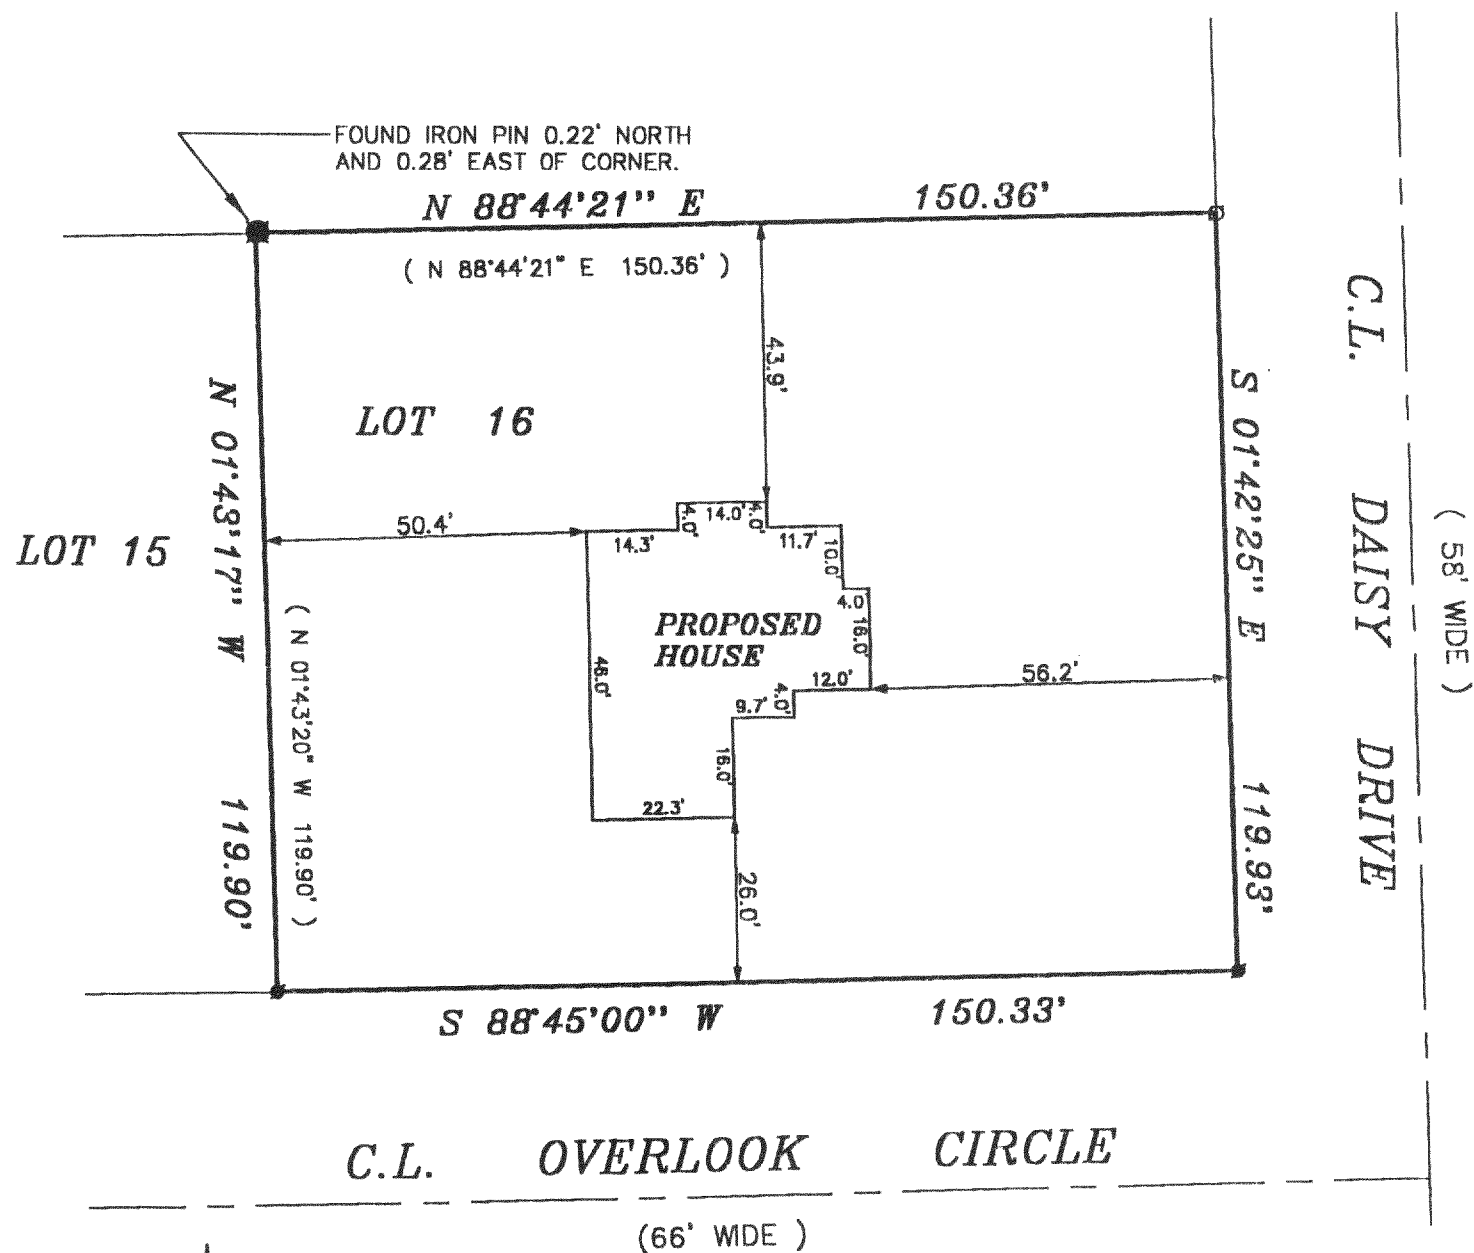 FOUND IRON PIN 0.22' NORTH
AND 0.28' EAST OF CORNER.
N 88°44'21" E 150.36'
( N 88°44'21" E 150.36' )
43.9'
C.L. DAISY DRIVE
( 58' WIDE )
S 01°42'25" E 119.93'
N 01°43'17" W 119.90'
( N 01°43'20" W 119.90' )
LOT 16
LOT 15
50.4'
14.3'
4.0'
14.0'
4.0'
11.7'
10.0'
4.0
16.0'
PROPOSED
HOUSE
46.0'
56.2'
12.0'
4.0'
9.7'
16.0'
22.3'
26.0'
S 88°45'00" W 150.33'
C.L. OVERLOOK CIRCLE
(66' WIDE )